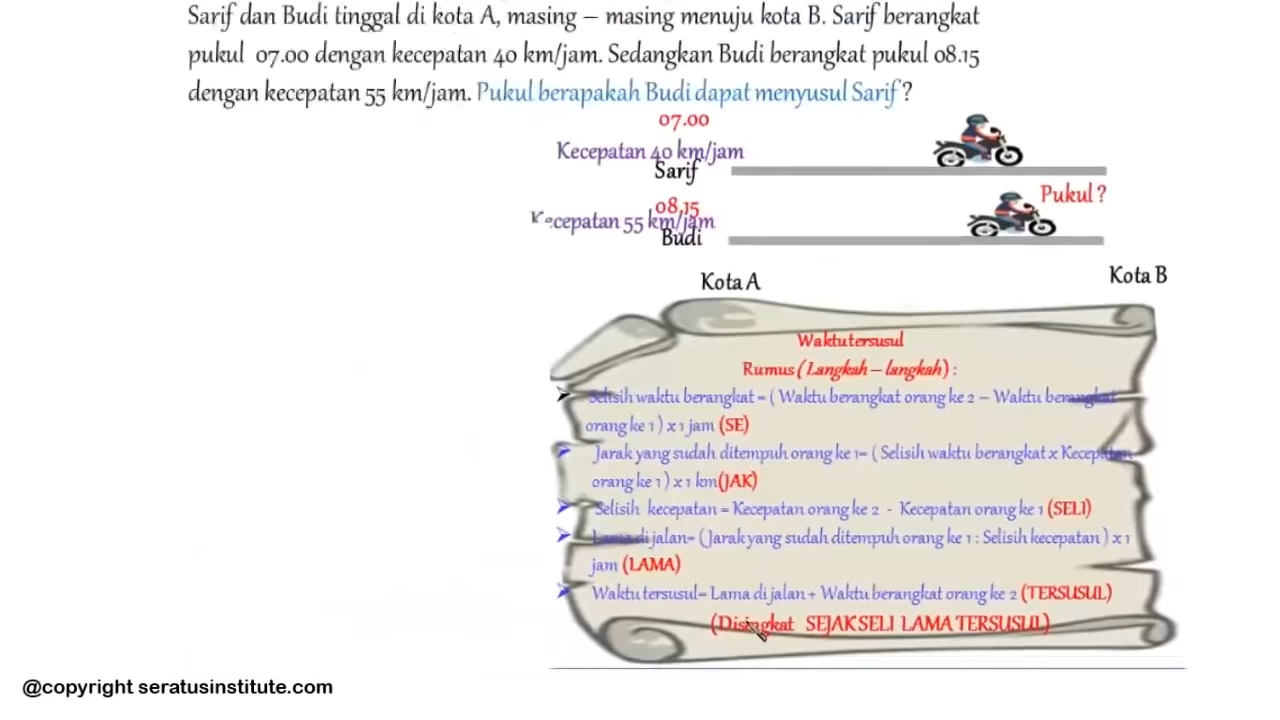 Sarif dan Budi tinggal di kota A, masing – masing menuju kota B. Sarif berangkat
pukul 07.00 dengan kecepatan 40 km/jam. Sedangkan Budi berangkat pukul 08.15
dengan kecepatan 55 km/jam. Pukul berapakah Budi dapat menyusul Sarif ?
07.00
Kecepatan 40 km/jam
Sarif
Pukul ?
08.15
Kecepatan 55 km/jam
Budi
Kota A
Kota B
Waktu tersusul
Rumus (Langkah – langkah) :
Selisih waktu berangkat = ( Waktu berangkat orang ke 2 – Waktu berangkat
orang ke 1 ) x 1 jam (SE)
Jarak yang sudah ditempuh orang ke 1= ( Selisih waktu berangkat x Kecepatan
orang ke 1 ) x 1 km(JAK)
Selisih kecepatan = Kecepatan orang ke 2 - Kecepatan orang ke 1 (SELI)
Lama di jalan= (Jarak yang sudah ditempuh orang ke 1 : Selisih kecepatan ) x 1
jam (LAMA)
Waktu tersusul= Lama di jalan + Waktu berangkat orang ke 2 (TERSUSUL)
(Disingkat SEJAK SELI LAMA TERSUSUL)
@copyright seratusinstitute.com